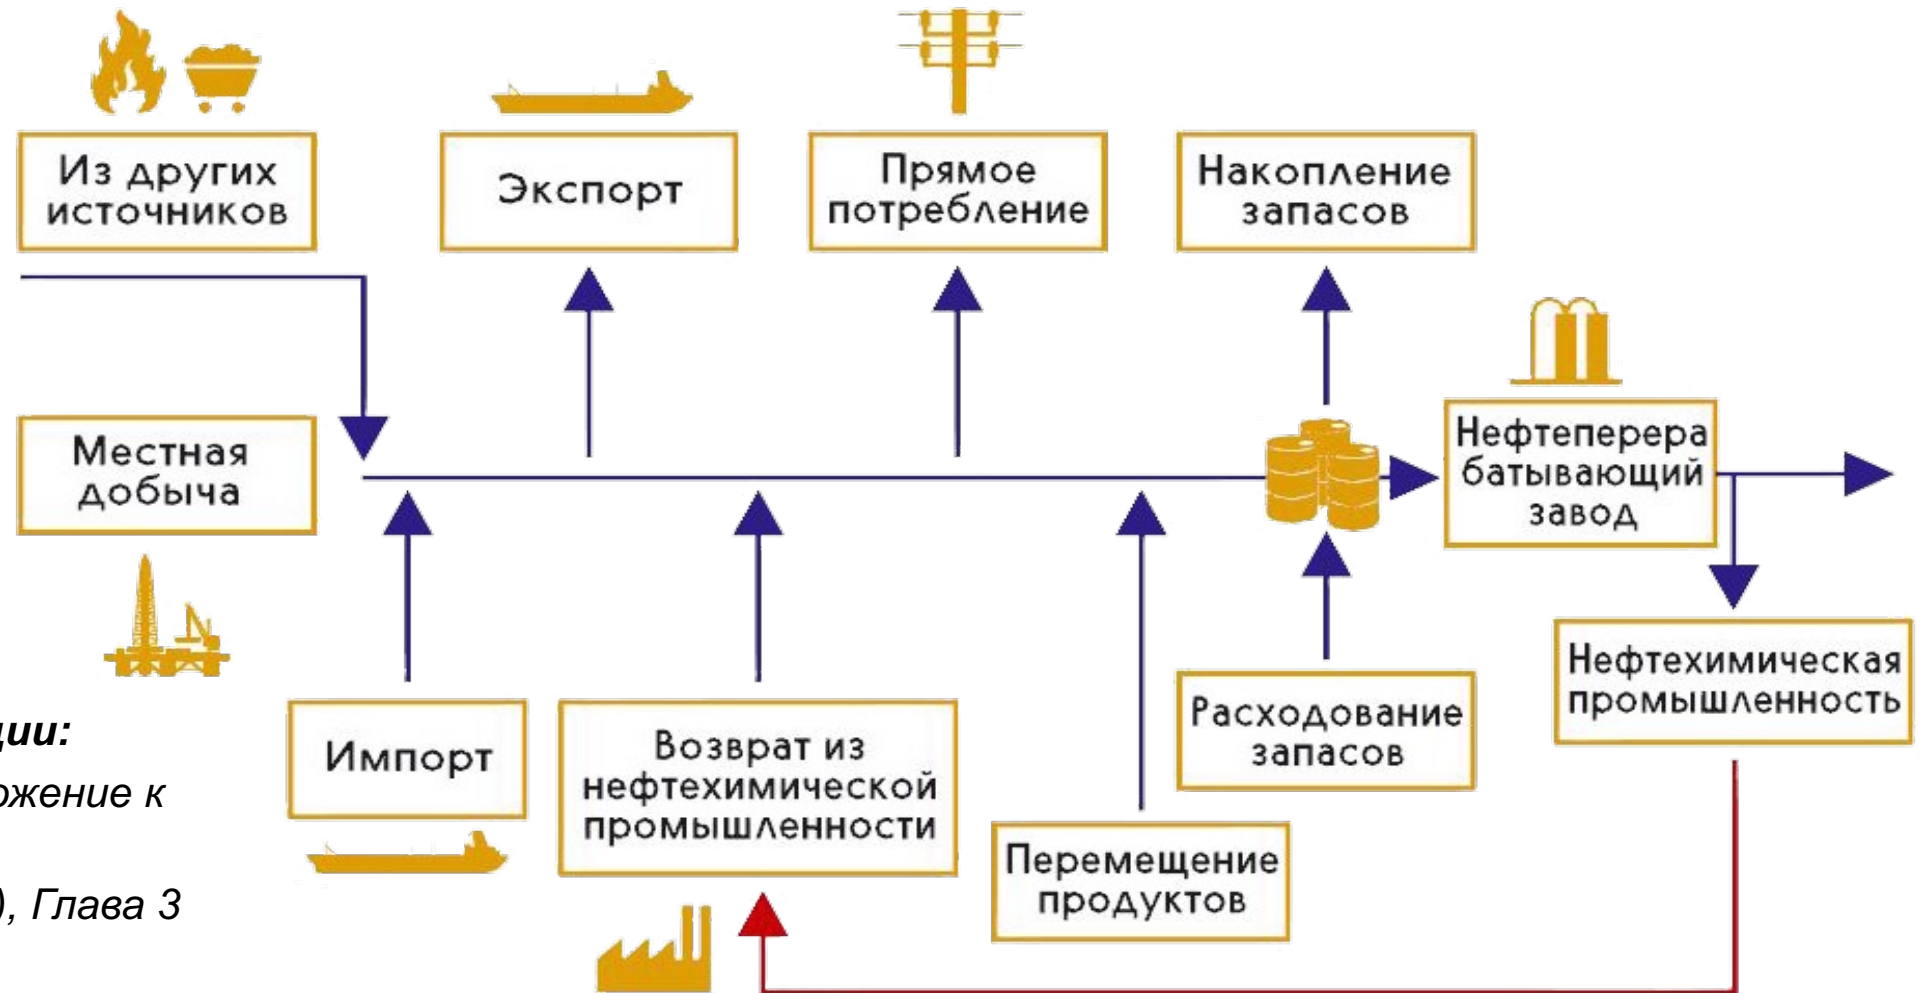 Из других
источников
Экспорт
Прямое
потребление
Накопление
запасов
Местная
добыча
Нефтеперера
батывающий
завод
Импорт
Возврат из
нефтехимической
промышленности
Перемещение
продуктов
Расходование
запасов
Нефтехимическая
промышленность
ции:
ожение к
), Глава 3